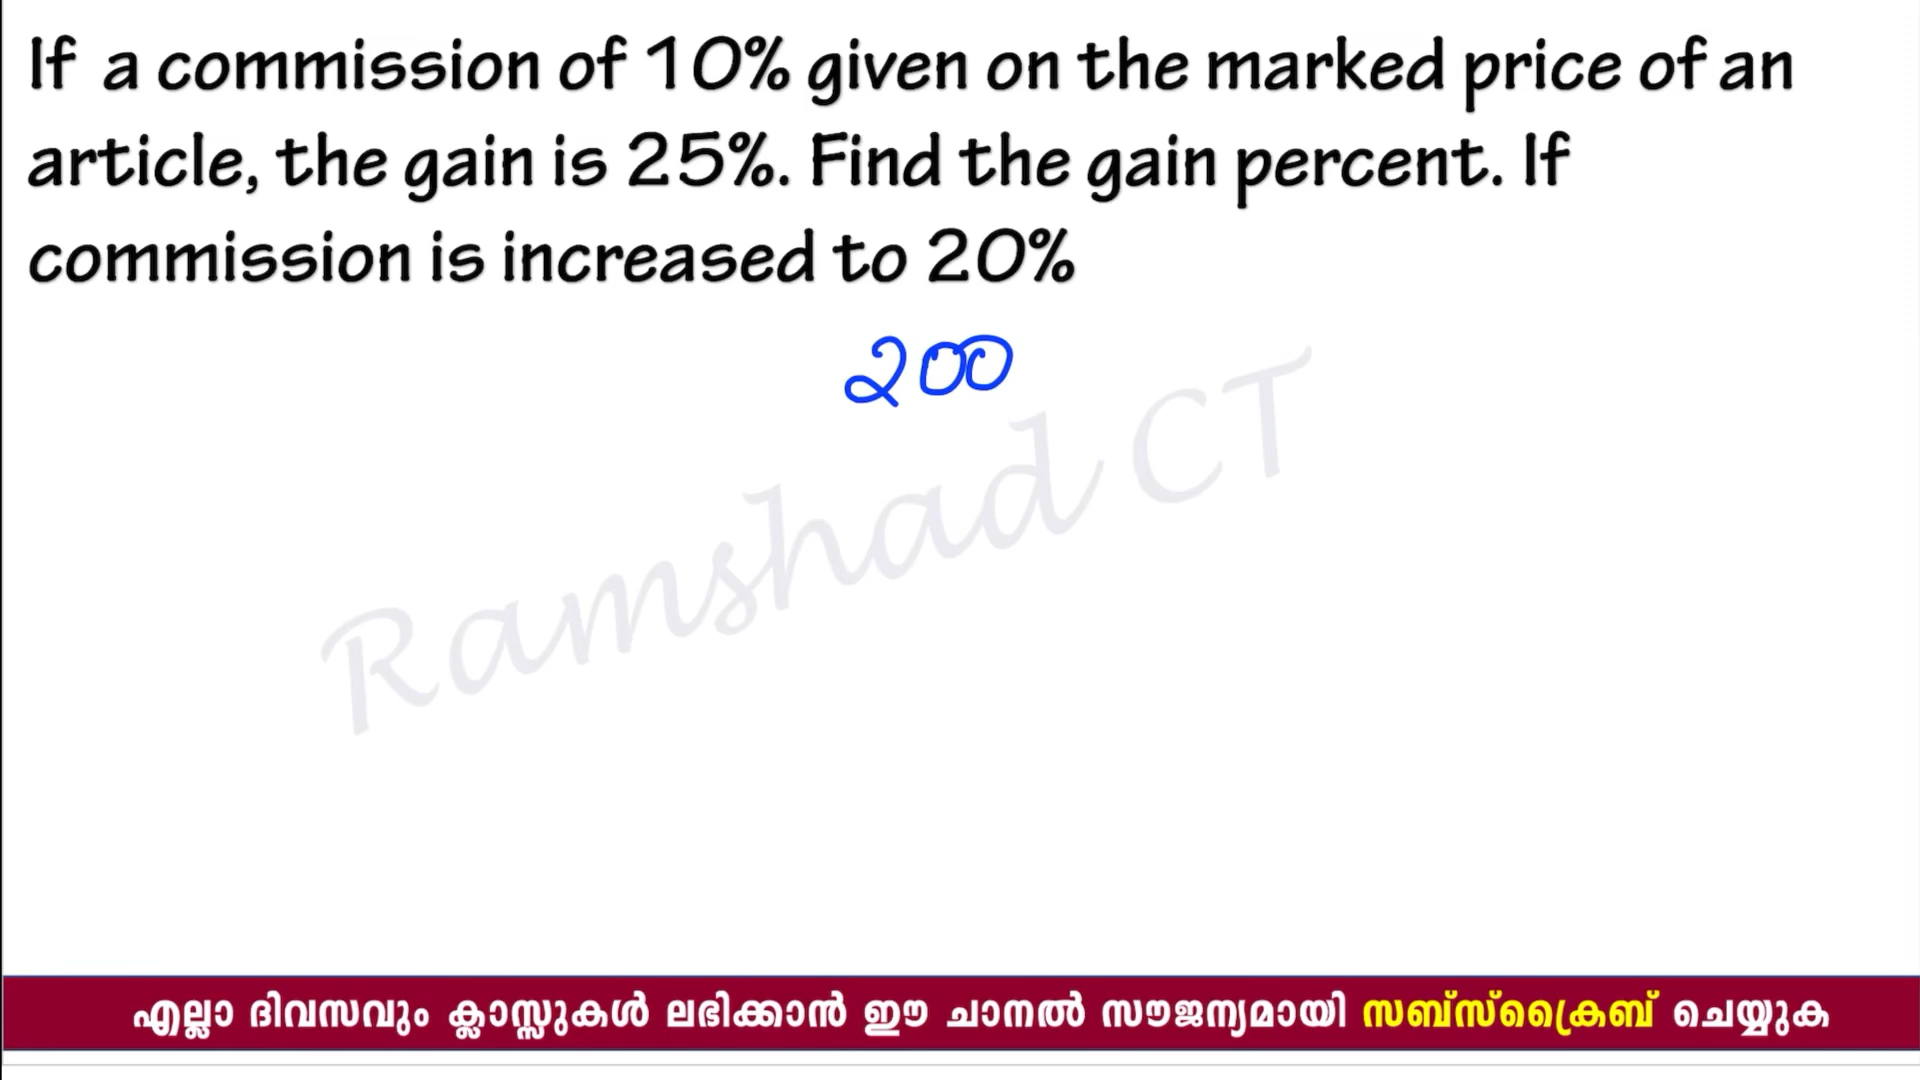 If a commission of 10% given on the marked price of an
article, the gain is 25%. Find the gain percent. If
commission is increased to 20%
200
Ramshad CT
എല്ലാ ദിവസവും ക്ലാസ്സുകൾ ലഭിക്കാൻ ഈ ചാനൽ സൗജന്യമായി സബ്സ്ക്രൈബ് ചെയ്യുക